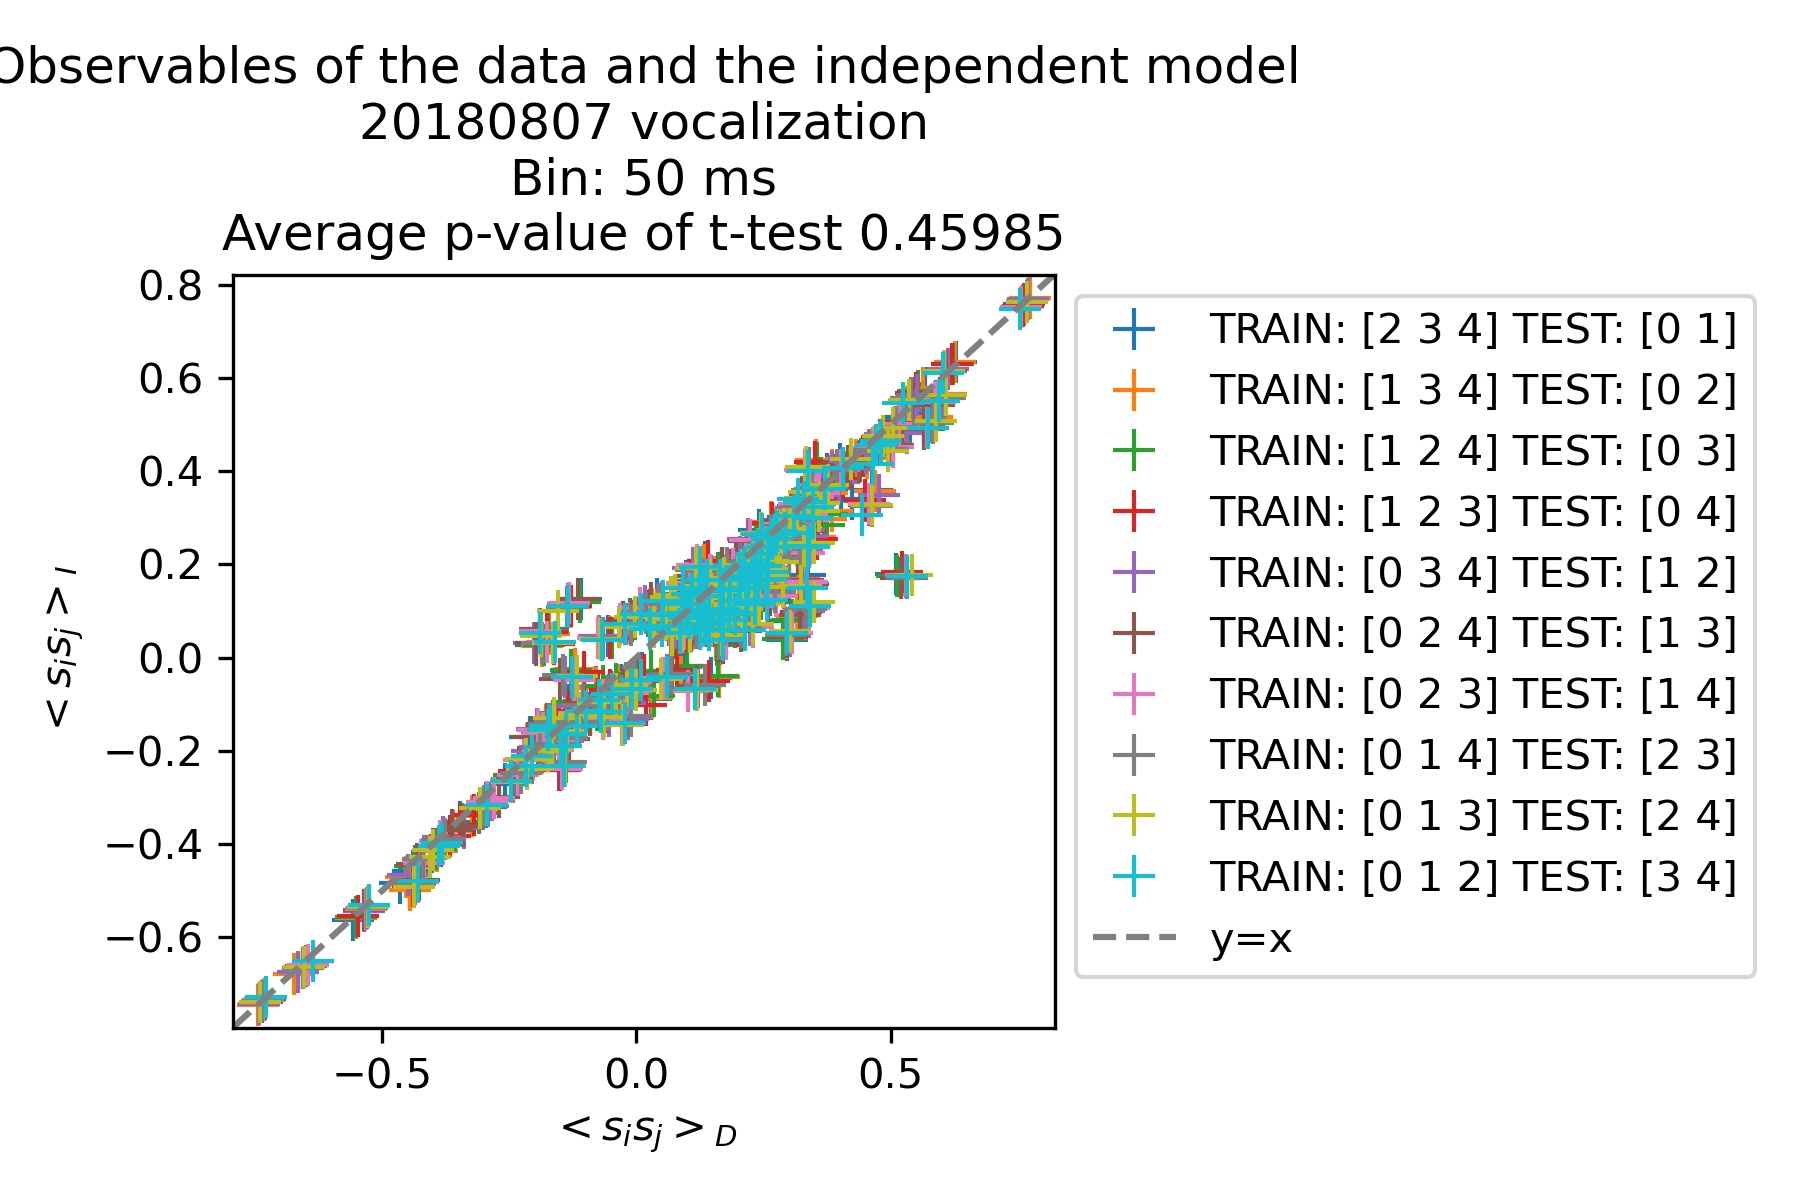 Observables of the data and the independent model
20180807 vocalization
Bin: 50 ms
Average p-value of t-test 0.45985
0.8
0.6
0.4
0.2
0.0
−0.2
−0.4
−0.6
−0.5
0.0
0.5
< s_i s_j >_I
< s_i s_j >_D
TRAIN: [2 3 4] TEST: [0 1]
TRAIN: [1 3 4] TEST: [0 2]
TRAIN: [1 2 4] TEST: [0 3]
TRAIN: [1 2 3] TEST: [0 4]
TRAIN: [0 3 4] TEST: [1 2]
TRAIN: [0 2 4] TEST: [1 3]
TRAIN: [0 2 3] TEST: [1 4]
TRAIN: [0 1 4] TEST: [2 3]
TRAIN: [0 1 3] TEST: [2 4]
TRAIN: [0 1 2] TEST: [3 4]
y=x